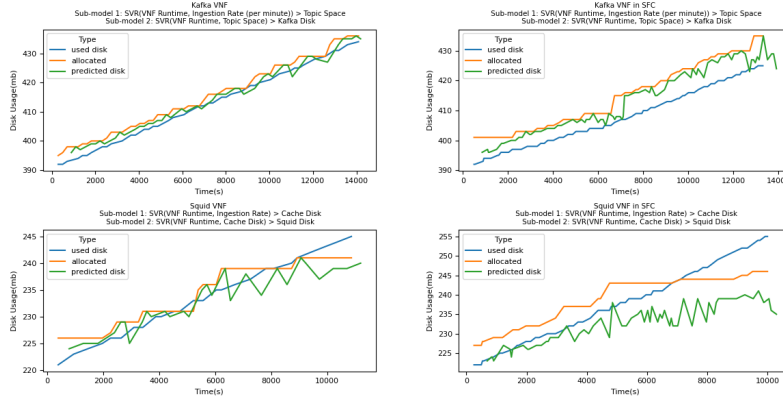 Kafka VNF
Sub-model 1: SVR(VNF Runtime, Ingestion Rate (per minute)) > Topic Space
Sub-model 2: SVR(VNF Runtime, Topic Space) > Kafka Disk
Type
used disk
allocated
predicted disk
Disk Usage(mb)
430
420
410
400
390
0
2000
4000
6000
8000
10000
12000
14000
Time(s)
Kafka VNF in SFC
Sub-model 1: SVR(VNF Runtime, Ingestion Rate (per minute)) > Topic Space
Sub-model 2: SVR(VNF Runtime, Topic Space) > Kafka Disk
Type
used disk
allocated
predicted disk
Disk Usage(mb)
430
420
410
400
390
0
2000
4000
6000
8000
10000
12000
1400
Time(s)
Squid VNF
Sub-model 1: SVR(VNF Runtime, Ingestion Rate) > Cache Disk
Sub-model 2: SVR(VNF Runtime, Cache Disk) > Squid Disk
Type
used disk
allocated
predicted disk
Disk Usage(mb)
245
240
235
230
225
220
0
2000
4000
6000
8000
10000
Time(s)
Squid VNF in SFC
Sub-model 1: SVR(VNF Runtime, Ingestion Rate) > Cache Disk
Sub-model 2: SVR(VNF Runtime, Cache Disk) > Squid Disk
Type
used disk
allocated
predicted disk
Disk Usage(mb)
255
250
245
240
235
230
225
0
2000
4000
6000
8000
10000
Time(s)